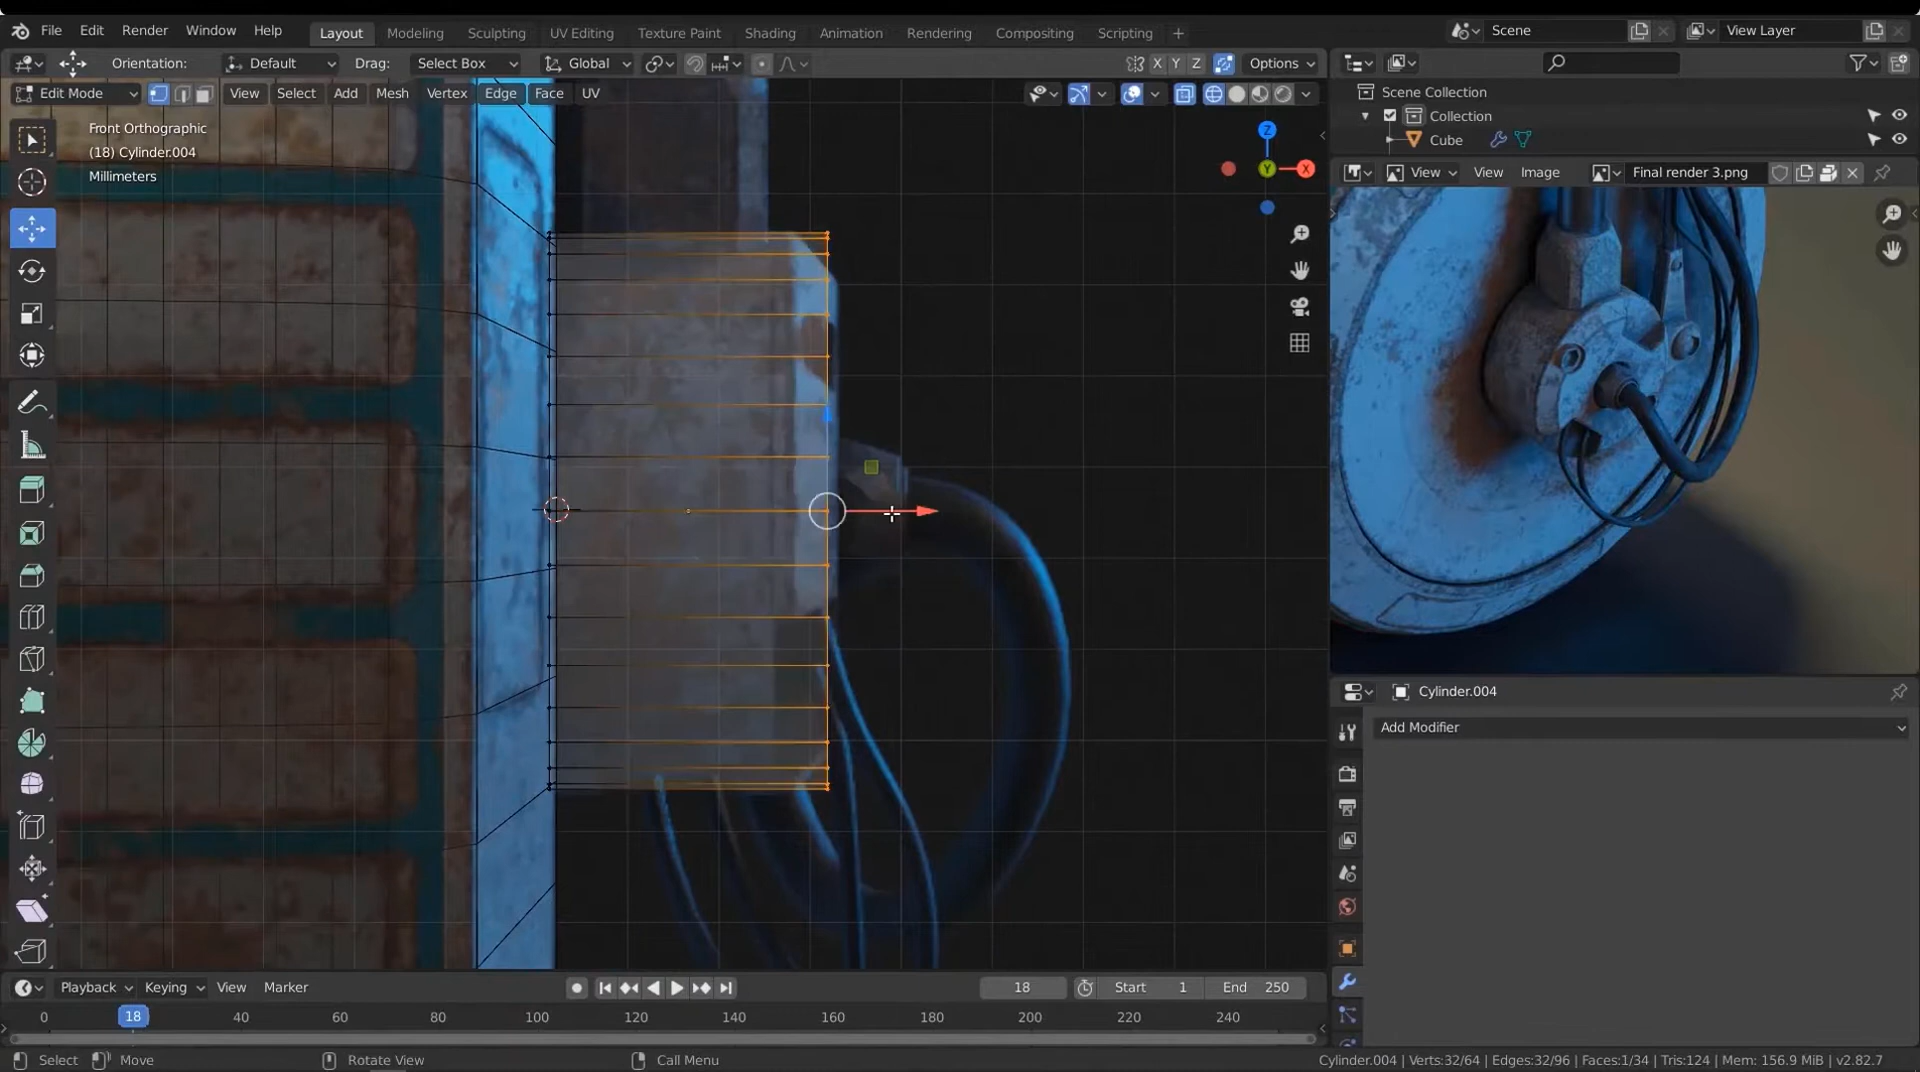 File Edit Render Window Help Layout Modeling Sculpting UV Editing Texture Paint Shading Animation Rendering Compositing Scripting + Scene View Layer
Orientation: Default Drag: Select Box Global X Y Z Options
Edit Mode View Select Add Mesh Vertex Edge Face UV
Scene Collection
Collection
Cube
Front Orthographic
(18) Cylinder.004
Millimeters
Z
Y
X
View View Image Final render 3.png
Cylinder.004
Add Modifier
Playback Keying View Marker 18 Start 1 End 250
0 18 40 60 80 100 120 140 160 180 200 220 240
Select Move Rotate View Call Menu Cylinder.004 | Verts:32/64 | Edges:32/96 | Faces:1/34 | Tris:124 | Mem: 156.9 MiB | v2.82.7